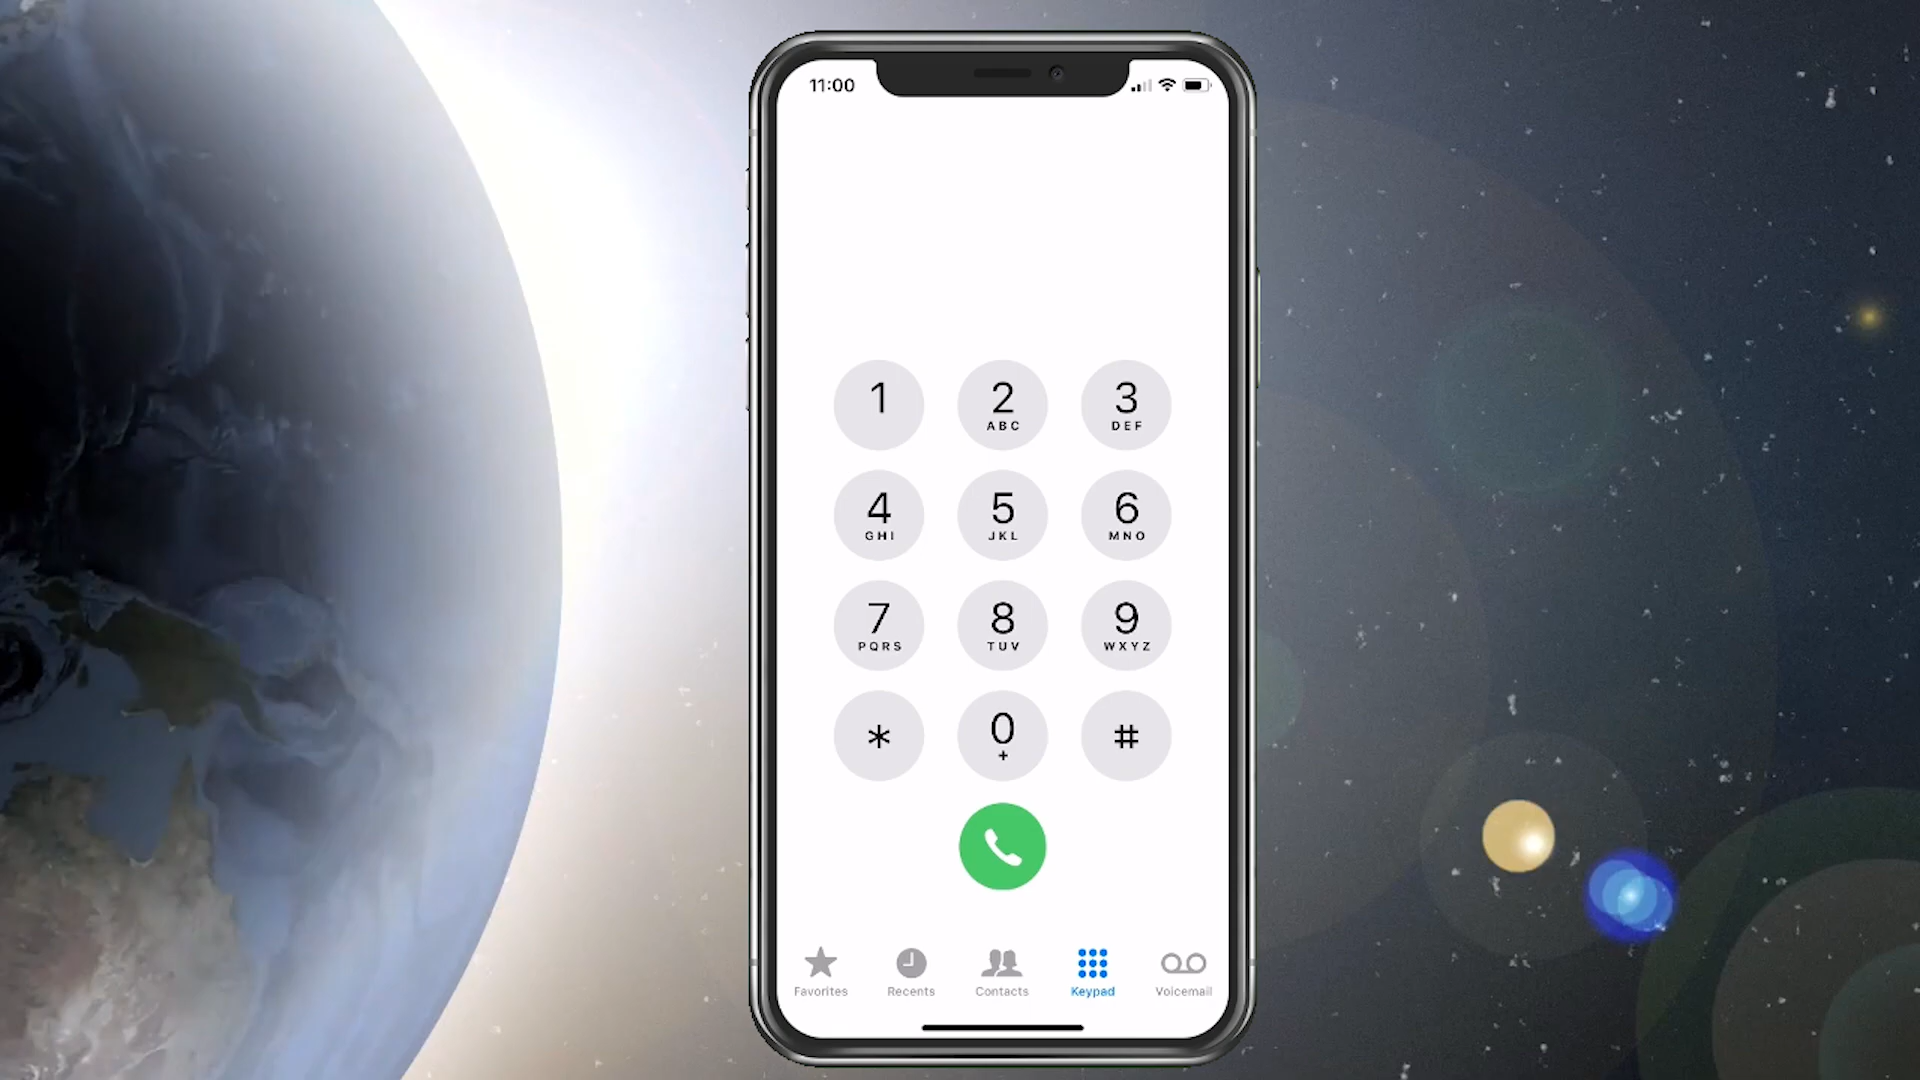 11:00
1 2 3
ABC DEF
4 5 6
GHI JKL MNO
7 8 9
PQRS TUV WXYZ
* 0 #
+
Favorites Recents Contacts Keypad Voicemail